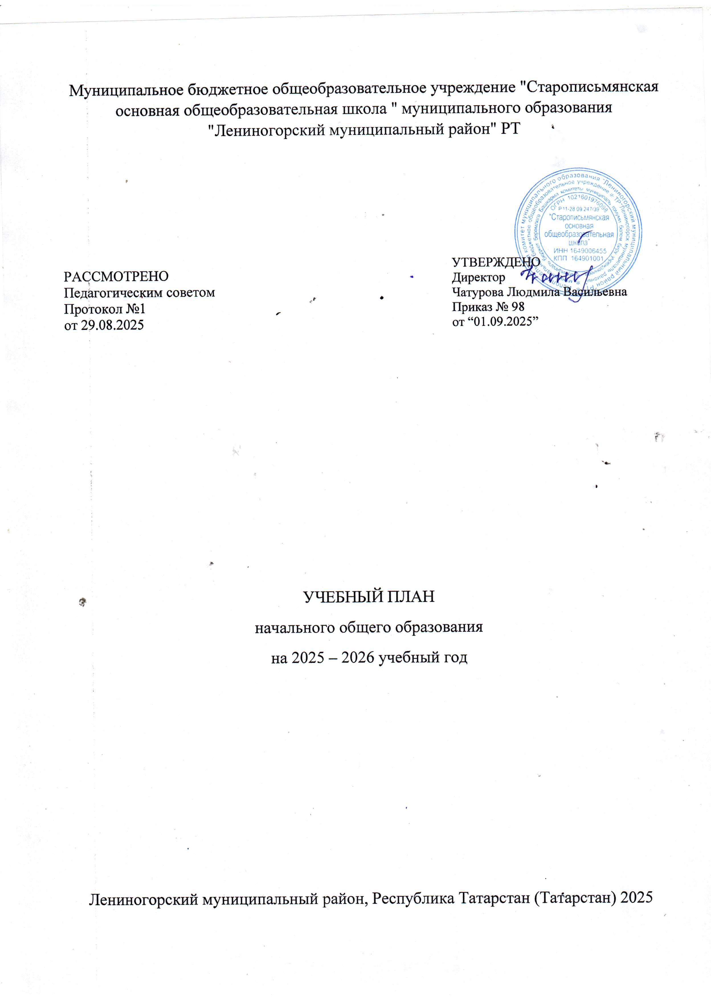 Муниципальное бюджетное общеобразовательное учреждение "Старописьмянская
основная общеобразовательная школа " муниципального образования
"Лениногорский муниципальный район" РТ
ОГРН 1021601976098
Р11-28 09 247/39
"Старописьмянская
основная
общеобразовательная
школа"
ИНН 1649006455
КПП 164901001
РАССМОТРЕНО
Педагогическим советом
Протокол №1
от 29.08.2025
УТВЕРЖДЕНО
Директор
Чатурова Людмила Васильевна
Приказ № 98
от “01.09.2025”
УЧЕБНЫЙ ПЛАН
начального общего образования
на 2025 – 2026 учебный год
Лениногорский муниципальный район, Республика Татарстан (Татарстан) 2025